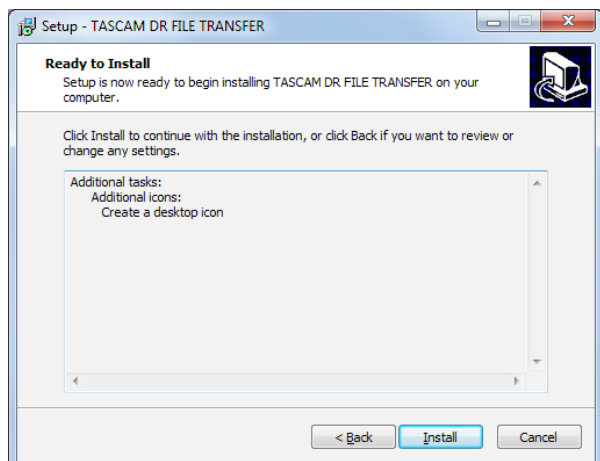 Setup - TASCAM DR FILE TRANSFER
Ready to Install
Setup is now ready to begin installing TASCAM DR FILE TRANSFER on your
computer.
Click Install to continue with the installation, or click Back if you want to review or
change any settings.
Additional tasks:
Additional icons:
Create a desktop icon
< Back
Install
Cancel